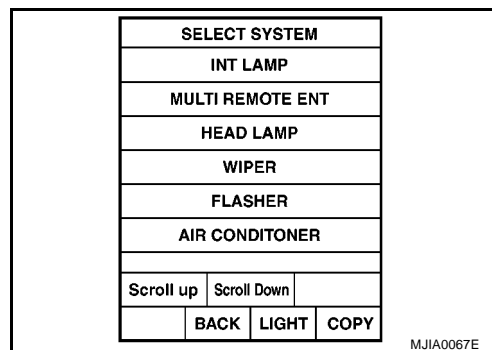 SELECT SYSTEM
INT LAMP
MULTI REMOTE ENT
HEAD LAMP
WIPER
FLASHER
AIR CONDITONER
Scroll up Scroll Down
BACK LIGHT COPY
MJIA0067E